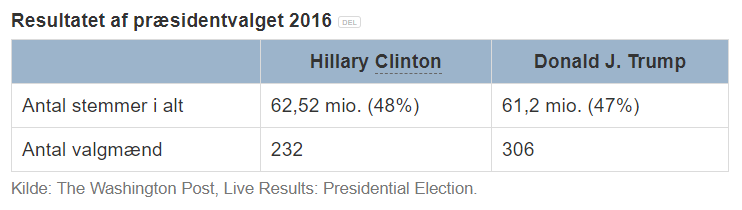 Resultatet af præsidentvalget 2016 DEL
Hillary Clinton Donald J. Trump
Antal stemmer i alt 62,52 mio. (48%) 61,2 mio. (47%)
Antal valgmænd 232 306
Kilde: The Washington Post, Live Results: Presidential Election.